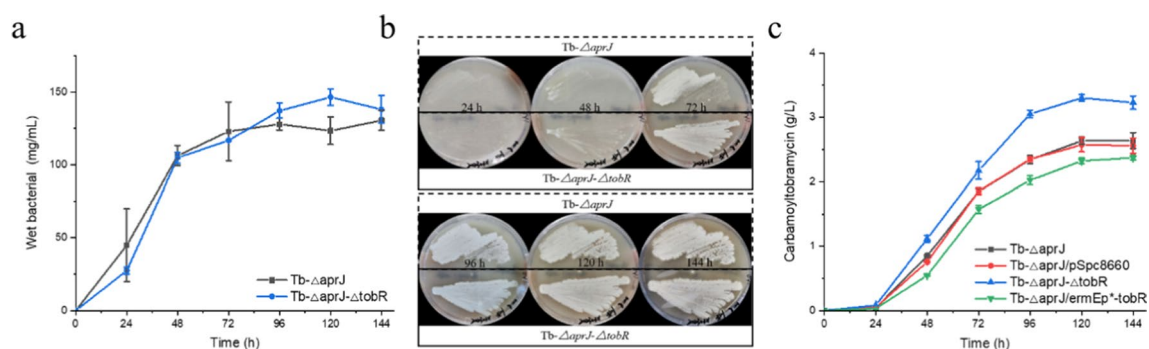 a
Wet bacterial (mg/mL)
150
100
50
0
0 24 48 72 96 120 144
Time (h)
Tb-△aprJ
Tb-△aprJ-△tobR
b
Tb-△aprJ
24 h 48 h 72 h
Tb-△aprJ-△tobR
Tb-△aprJ
96 h 120 h 144 h
Tb-△aprJ-△tobR
c
Carbamoyltobramycin (g/L)
4
3
2
1
0
0 24 48 72 96 120 144
Time (h)
Tb-△aprJ
Tb-△aprJ/pSpc8660
Tb-△aprJ-△tobR
Tb-△aprJ/ermEp*-tobR